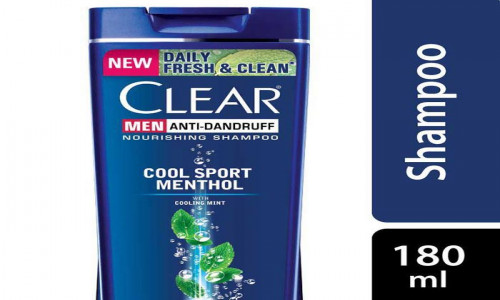 NEW
DAILY
FRESH & CLEAN*
CLEAR
MEN ANTI-DANDRUFF
NOURISHING SHAMPOO
COOL SPORT
MENTHOL
WITH
COOLING MINT
Shampoo
180
ml